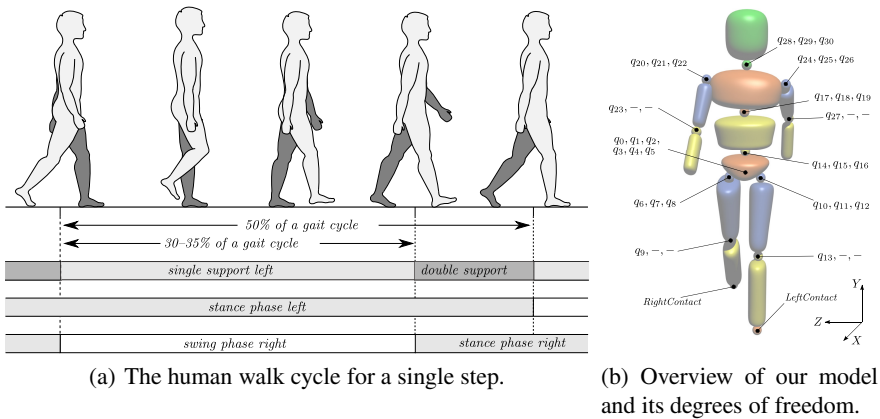 50% of a gait cycle
30–35% of a gait cycle
single support left
double support
stance phase left
swing phase right
stance phase right
(a) The human walk cycle for a single step.
q28, q29, q30
q20, q21, q22
q24, q25, q26
q17, q18, q19
q23, −, −
q27, −, −
q0, q1, q2,
q3, q4, q5
q14, q15, q16
q6, q7, q8
q10, q11, q12
q9, −, −
q13, −, −
RightContact
LeftContact
Y
Z
X
(b) Overview of our model
and its degrees of freedom.